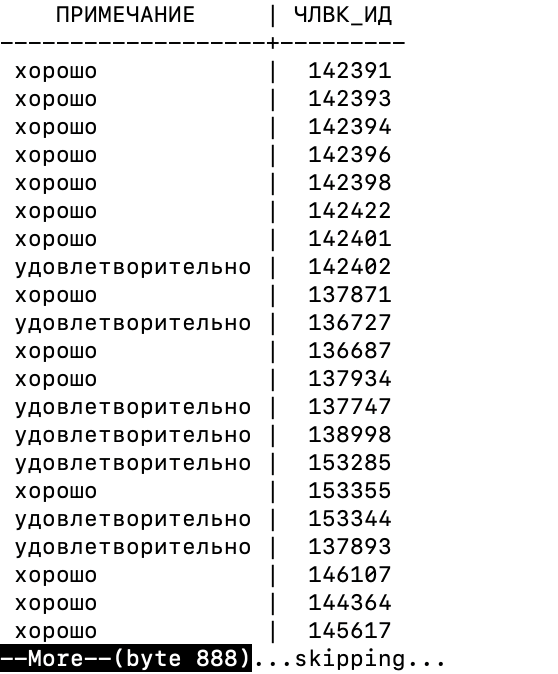 ПРИМЕЧАНИЕ | ЧЛВК_ИД
-------------------+---------
хорошо | 142391
хорошо | 142393
хорошо | 142394
хорошо | 142396
хорошо | 142398
хорошо | 142422
хорошо | 142401
удовлетворительно | 142402
хорошо | 137871
удовлетворительно | 136727
хорошо | 136687
хорошо | 137934
удовлетворительно | 137747
удовлетворительно | 138998
удовлетворительно | 153285
хорошо | 153355
удовлетворительно | 153344
удовлетворительно | 137893
хорошо | 146107
хорошо | 144364
хорошо | 145617
--More--(byte 888)...skipping...